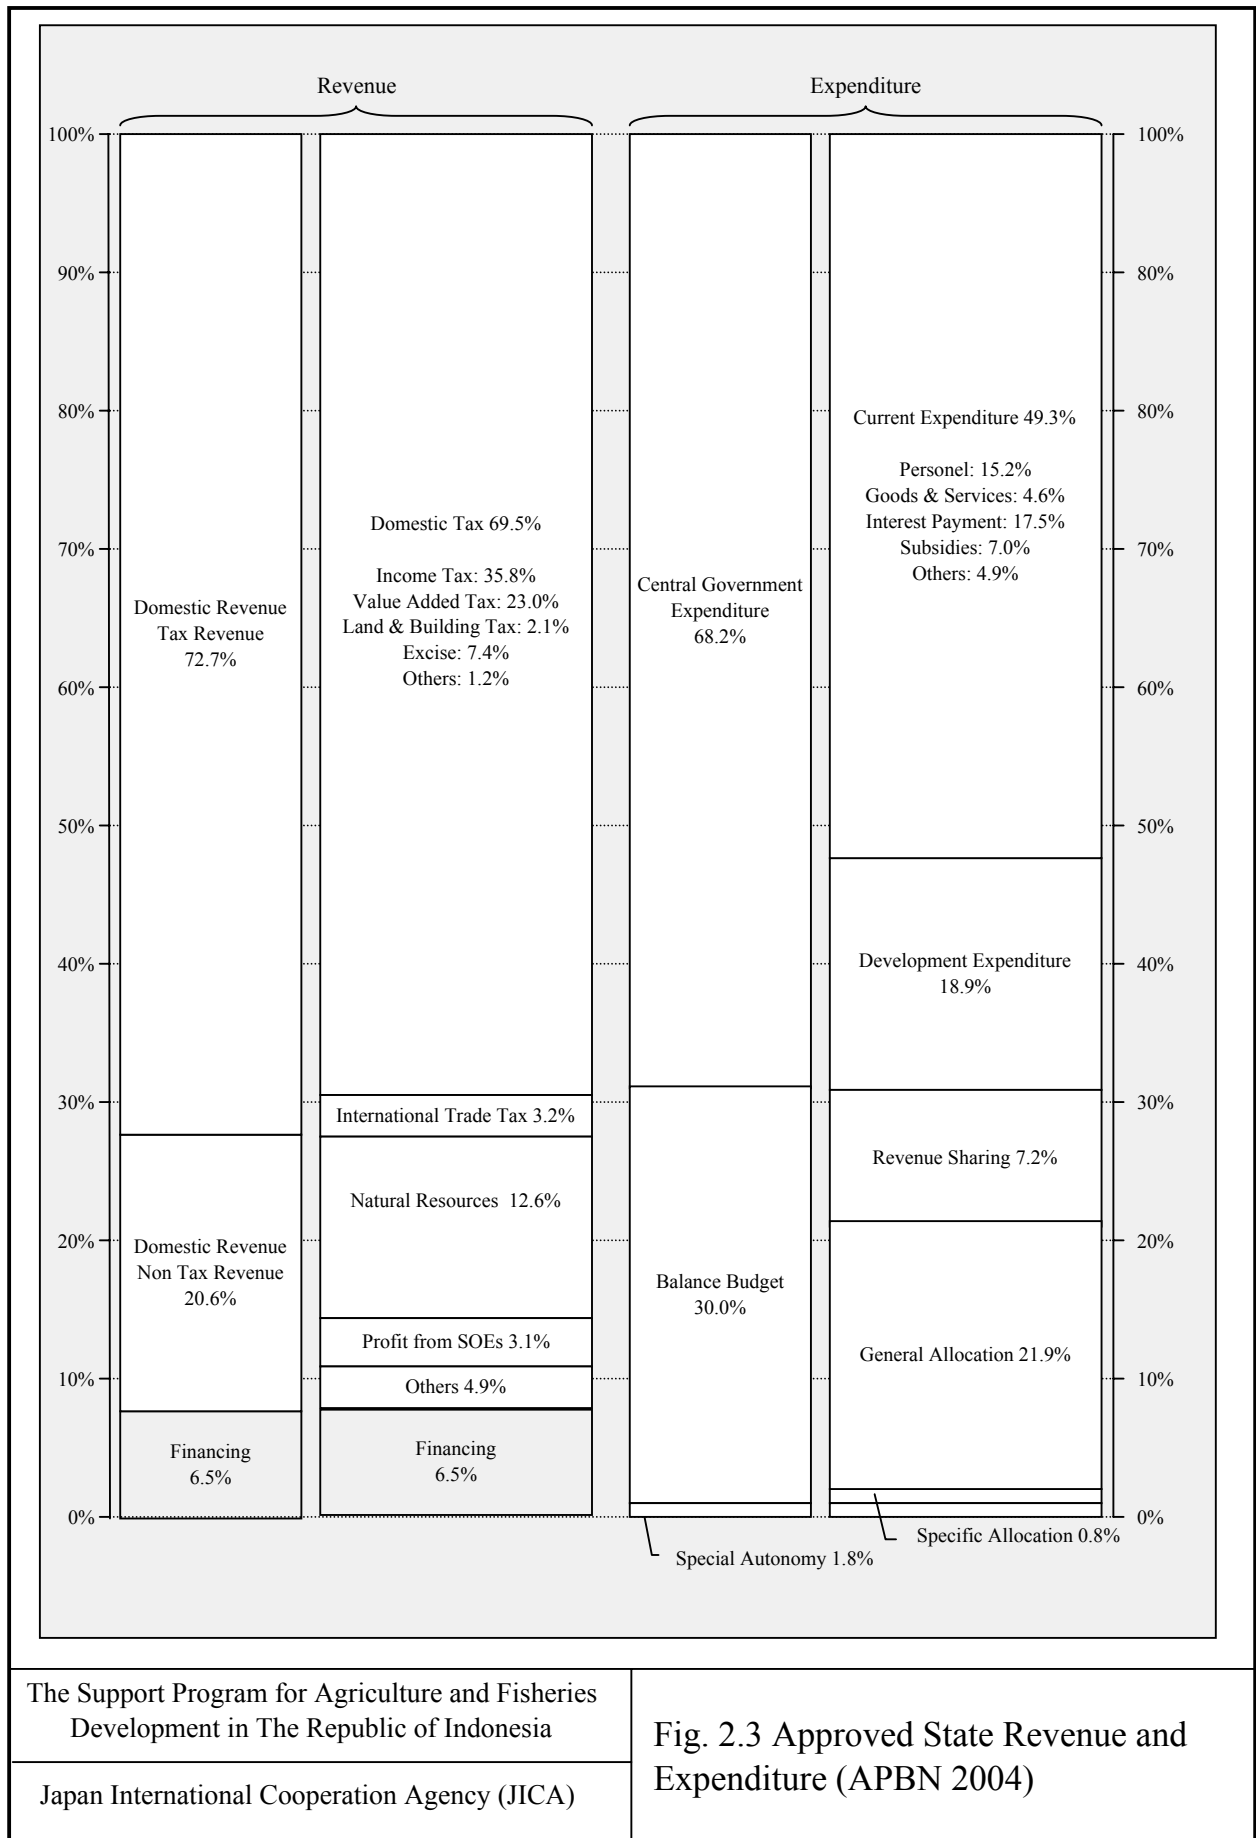 Revenue
Expenditure
100%
90%
80%
70%
60%
50%
40%
30%
20%
10%
0%
Domestic Revenue
Tax Revenue
72.7%
Domestic Revenue
Non Tax Revenue
20.6%
Financing
6.5%
Domestic Tax 69.5%
Income Tax: 35.8%
Value Added Tax: 23.0%
Land & Building Tax: 2.1%
Excise: 7.4%
Others: 1.2%
International Trade Tax 3.2%
Natural Resources 12.6%
Profit from SOEs 3.1%
Others 4.9%
Financing
6.5%
Central Government
Expenditure
68.2%
Balance Budget
30.0%
Special Autonomy 1.8%
Current Expenditure 49.3%
Personel: 15.2%
Goods & Services: 4.6%
Interest Payment: 17.5%
Subsidies: 7.0%
Others: 4.9%
Development Expenditure
18.9%
Revenue Sharing 7.2%
General Allocation 21.9%
Specific Allocation 0.8%
100%
80%
80%
70%
60%
50%
40%
30%
20%
10%
0%
The Support Program for Agriculture and Fisheries
Development in The Republic of Indonesia
Japan International Cooperation Agency (JICA)
Fig. 2.3 Approved State Revenue and
Expenditure (APBN 2004)